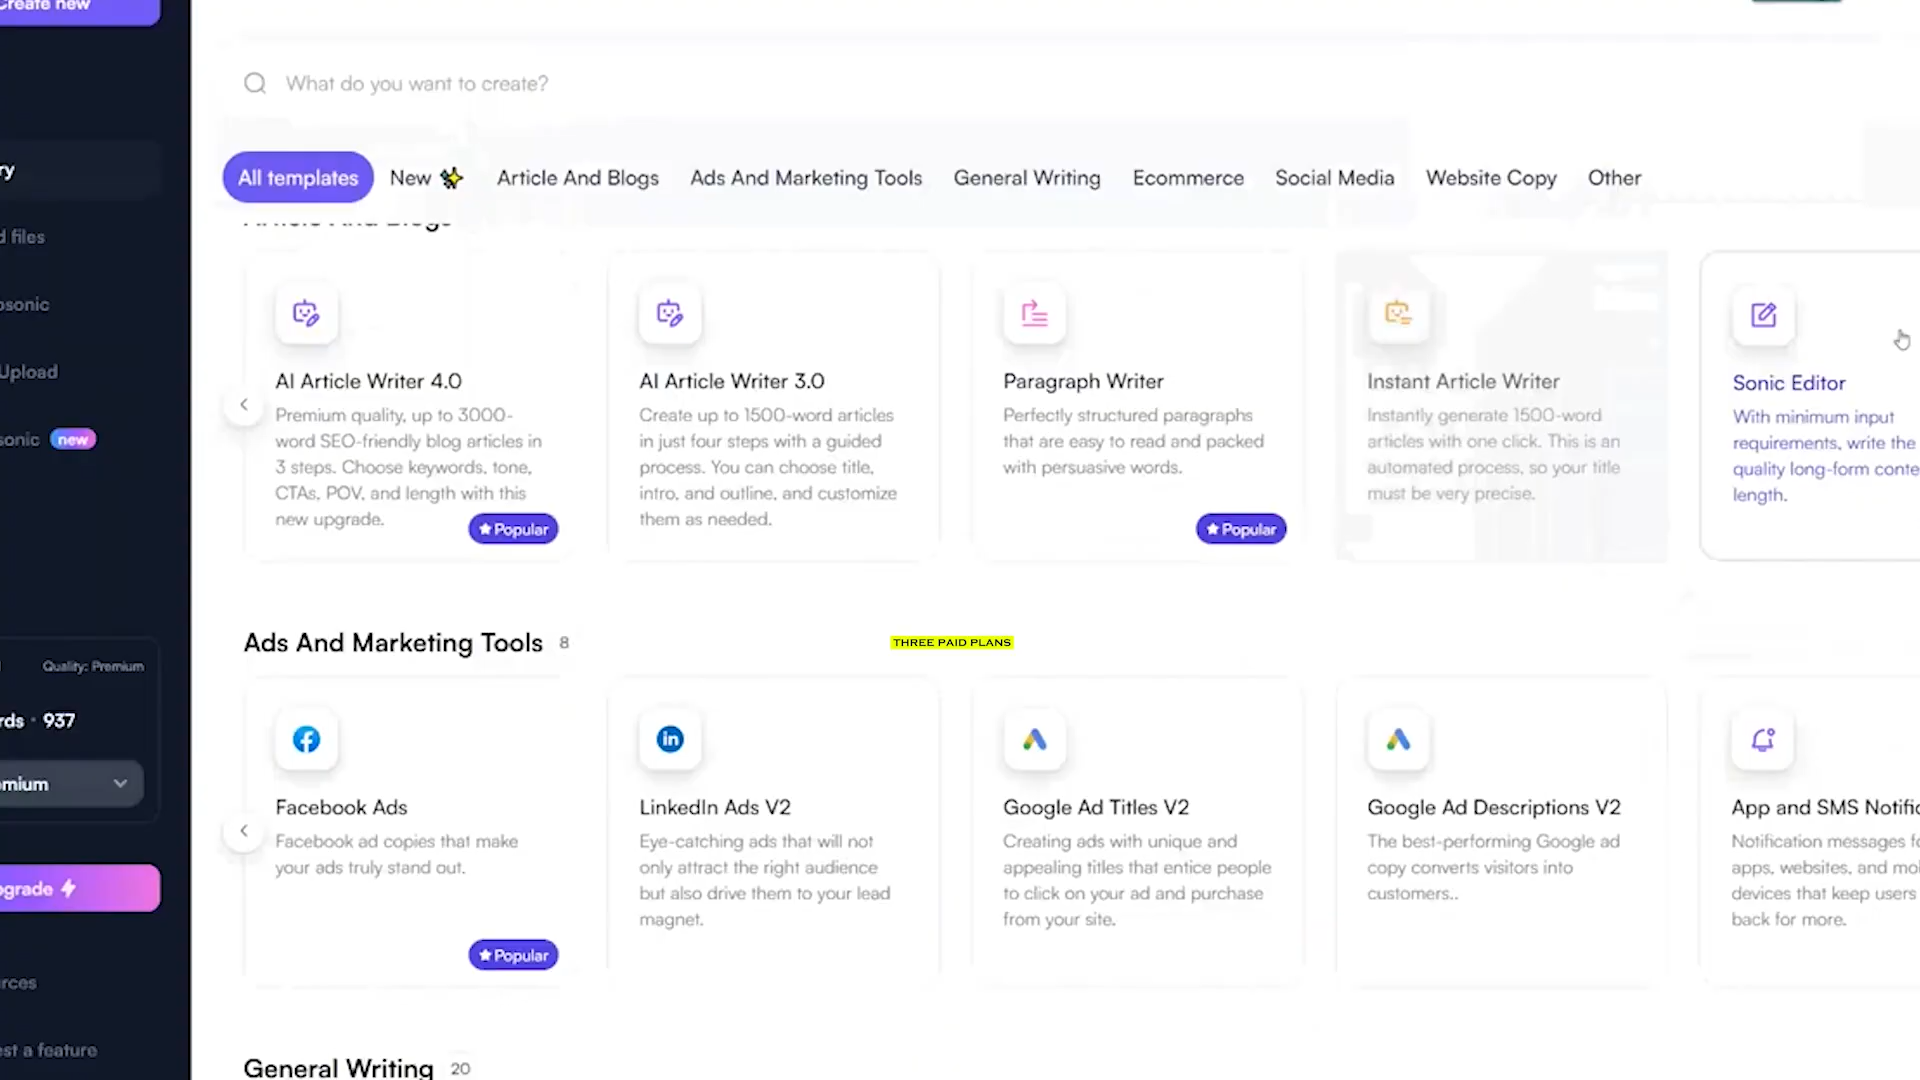 Create new
What do you want to create?
All templates
New
Article And Blogs
Ads And Marketing Tools
General Writing
Ecommerce
Social Media
Website Copy
Other
files
Upload
new
Quality: Premium
937
Article And Blogs
AI Article Writer 4.0
Premium quality, up to 3000-
word SEO-friendly blog articles in
3 steps. Choose keywords, tone,
CTAs, POV, and length with this
new upgrade.
Popular
AI Article Writer 3.0
Create up to 1500-word articles
in just four steps with a guided
process. You can choose title,
intro, and outline, and customize
them as needed.
Paragraph Writer
Perfectly structured paragraphs
that are easy to read and packed
with persuasive words.
Popular
Instant Article Writer
Instantly generate 1500-word
articles with one click. This is an
automated process, so your title
must be very precise.
Sonic Editor
With minimum input
requirements, write the
quality long-form conte
length.
Ads And Marketing Tools 8
THREE PAID PLANS
Facebook Ads
Facebook ad copies that make
your ads truly stand out.
Popular
LinkedIn Ads V2
Eye-catching ads that will not
only attract the right audience
but also drive them to your lead
magnet.
Google Ad Titles V2
Creating ads with unique and
appealing titles that entice people
to click on your ad and purchase
from your site.
Google Ad Descriptions V2
The best-performing Google ad
copy converts visitors into
customers..
App and SMS Notific
Notification messages fo
apps, websites, and mo
devices that keep users
back for more.
a feature
General Writing 20